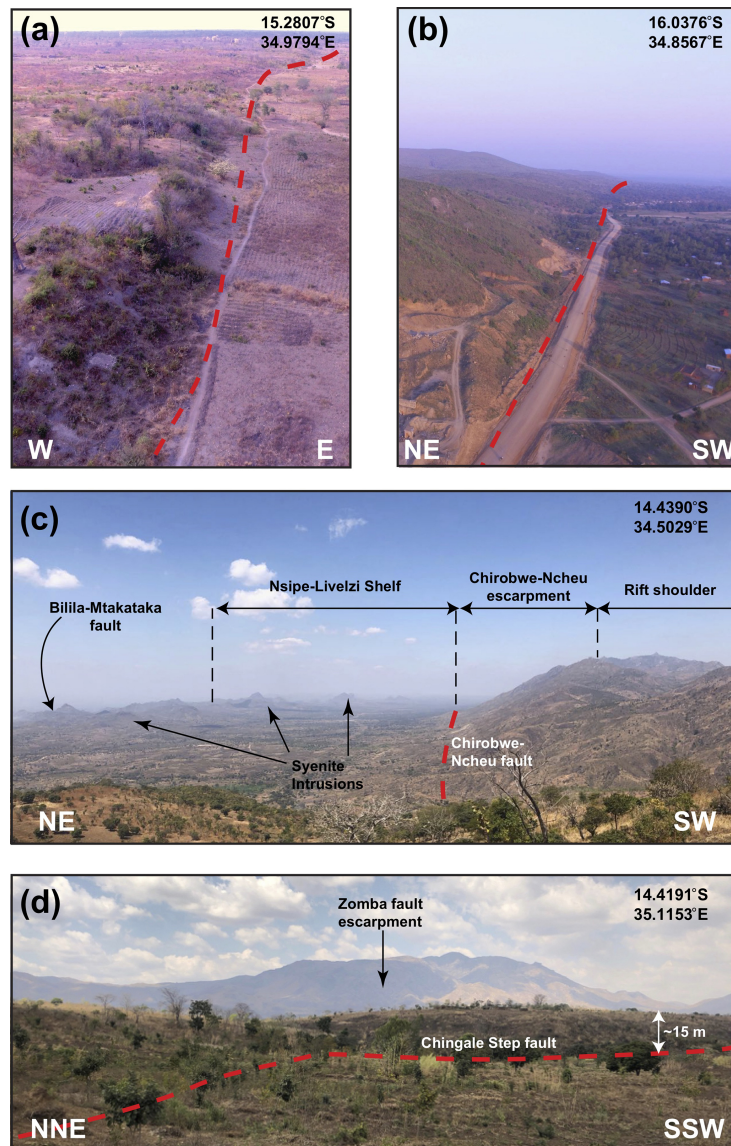 (a)
15.2807°S
34.9794°E
W
E
(b)
16.0376°S
34.8567°E
NE
SW
(c)
14.4390°S
34.5029°E
Nsipe-Livelzi Shelf
Chirobwe-Ncheu
escarpment
Rift shoulder
Bilila-Mtakataka
fault
Syenite
Intrusions
Chirobwe-
Ncheu fault
NE
SW
(d)
Zomba fault
escarpment
14.4191°S
35.1153°E
~15 m
Chingale Step fault
NNE
SSW